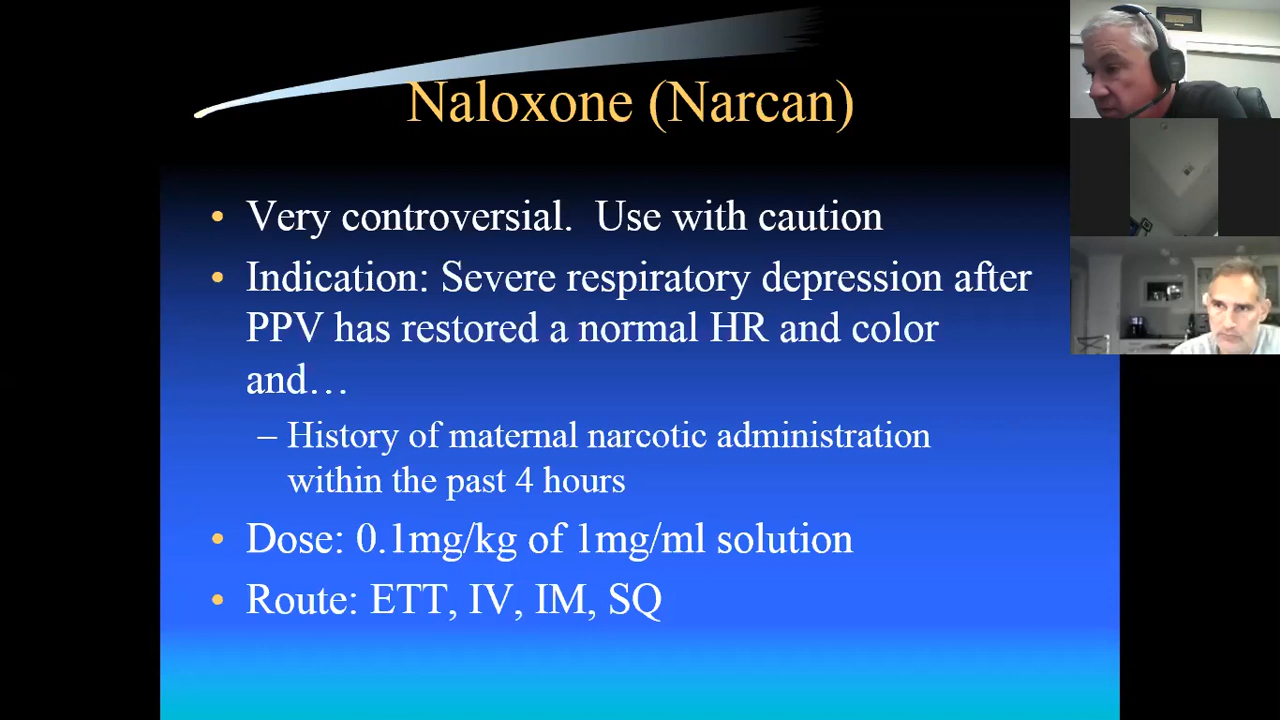 Naloxone (Narcan)
• Very controversial.  Use with caution
• Indication: Severe respiratory depression after
PPV has restored a normal HR and color
and…
– History of maternal narcotic administration
within the past 4 hours
• Dose: 0.1mg/kg of 1mg/ml solution
• Route: ETT, IV, IM, SQ